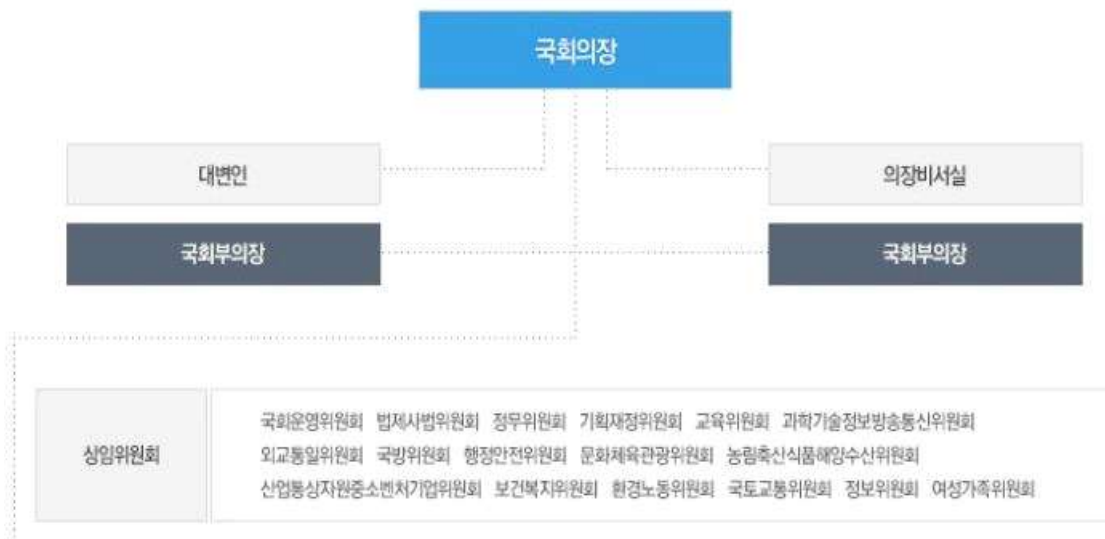 국회의장
대변인
의장비서실
국회부의장
국회부의장
상임위원회
국회운영위원회 법제사법위원회 정무위원회 기획재정위원회 교육위원회 과학기술정보방송통신위원회
외교통일위원회 국방위원회 행정안전위원회 문화체육관광위원회 농림축산식품해양수산위원회
산업통상자원중소벤처기업위원회 보건복지위원회 환경노동위원회 국토교통위원회 정보위원회 여성가족위원회